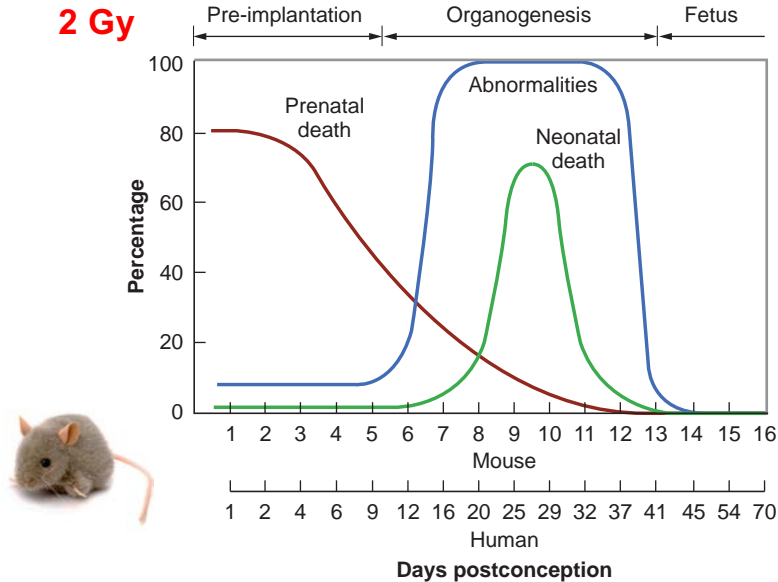 2 Gy
Pre-implantation Organogenesis Fetus
100
80
60
40
20
0
Percentage
Prenatal
death
Abnormalities
Neonatal
death
1 2 3 4 5 6 7 8 9 10 11 12 13 14 15 16
Mouse
1 2 4 6 9 12 16 20 25 29 32 37 41 45 54 70
Human
Days postconception